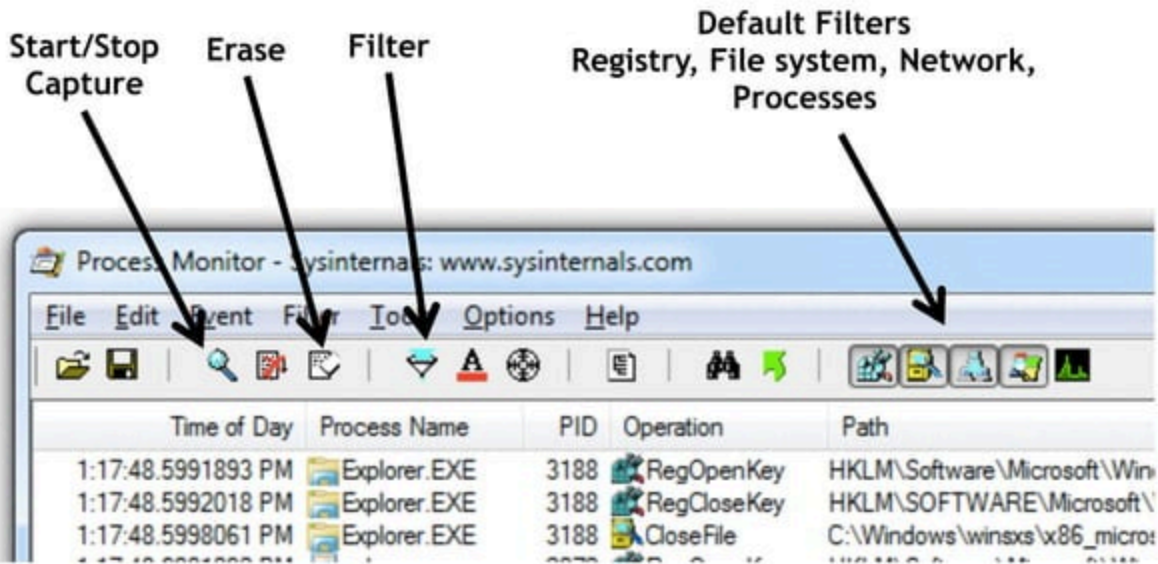 Start/Stop
Capture
Erase
Filter
Default Filters
Registry, File system, Network,
Processes
Process Monitor - Sysinternals: www.sysinternals.com
File Edit Event Filter Tools Options Help
Time of Day Process Name PID Operation Path
1:17:48.5991893 PM Explorer.EXE 3188 RegOpenKey HKLM\Software\Microsoft\Win
1:17:48.5992018 PM Explorer.EXE 3188 RegCloseKey HKLM\SOFTWARE\Microsoft\
1:17:48.5998061 PM Explorer.EXE 3188 CloseFile C:\Windows\winsxs\x86_micros